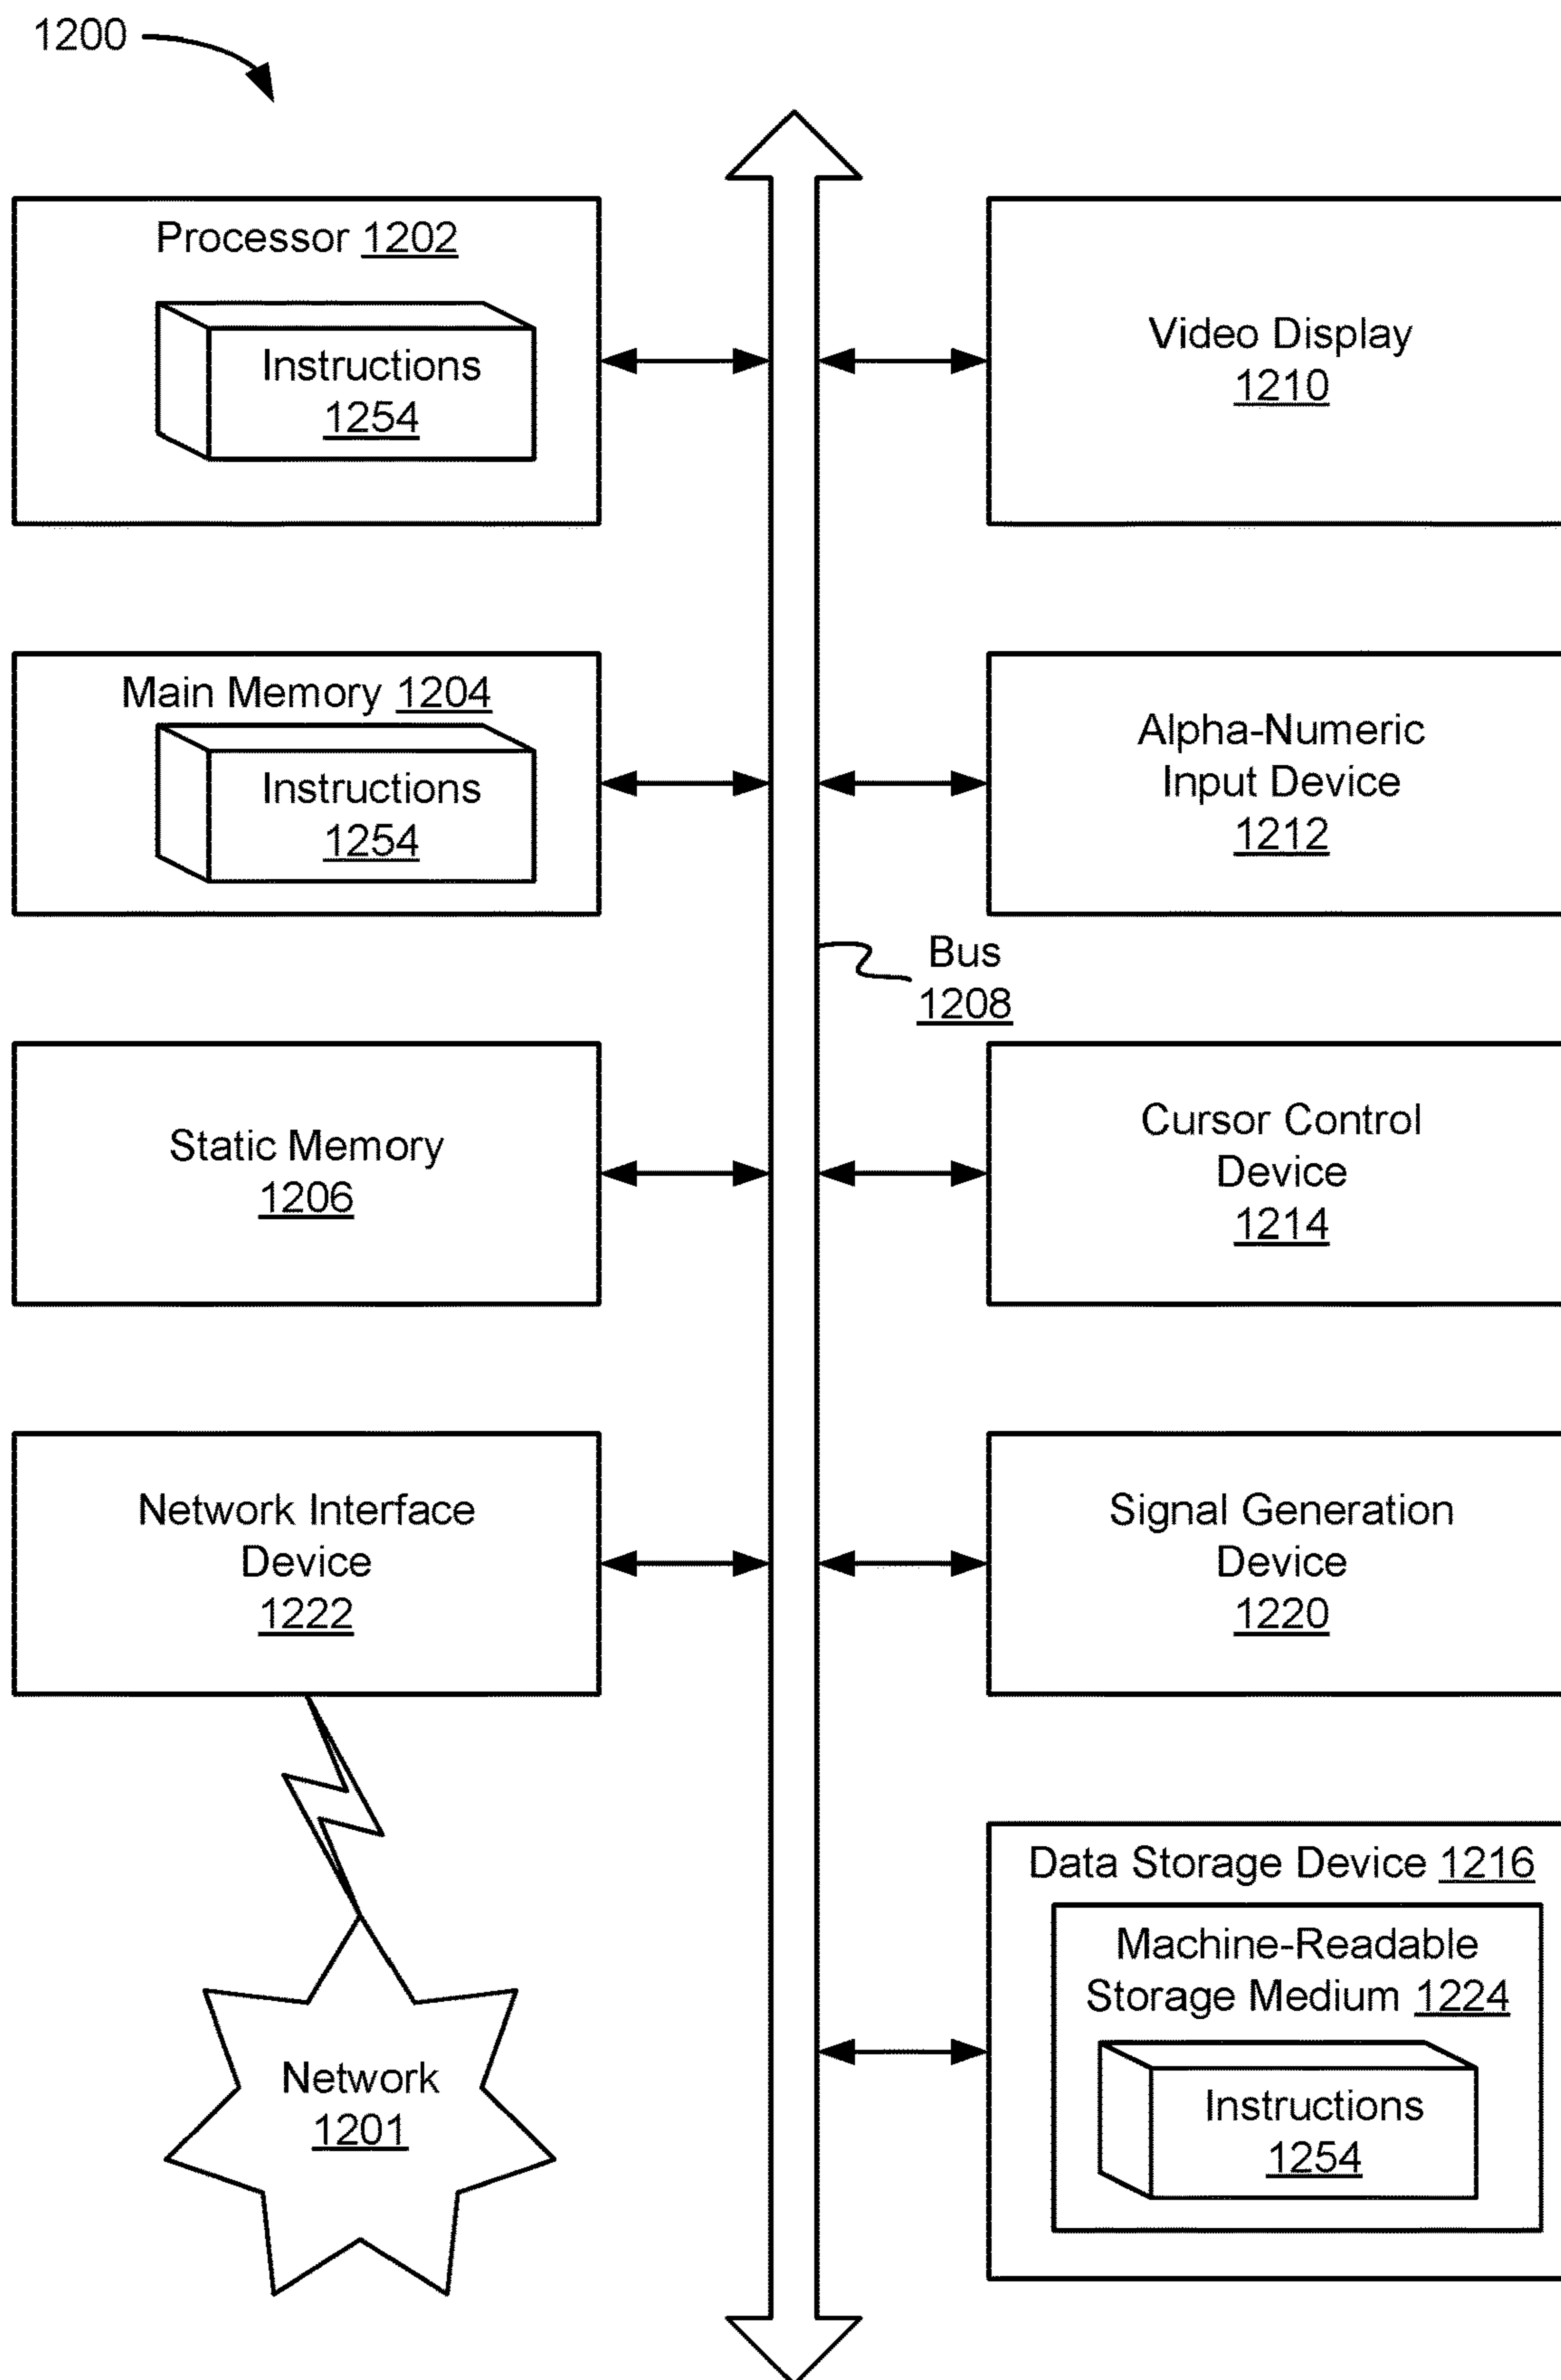 1200
Processor 1202
Instructions
1254
Main Memory 1204
Instructions
1254
Static Memory
1206
Network Interface
Device
1222
Network
1201
Bus
1208
Video Display
1210
Alpha-Numeric
Input Device
1212
Cursor Control
Device
1214
Signal Generation
Device
1220
Data Storage Device 1216
Machine-Readable
Storage Medium 1224
Instructions
1254